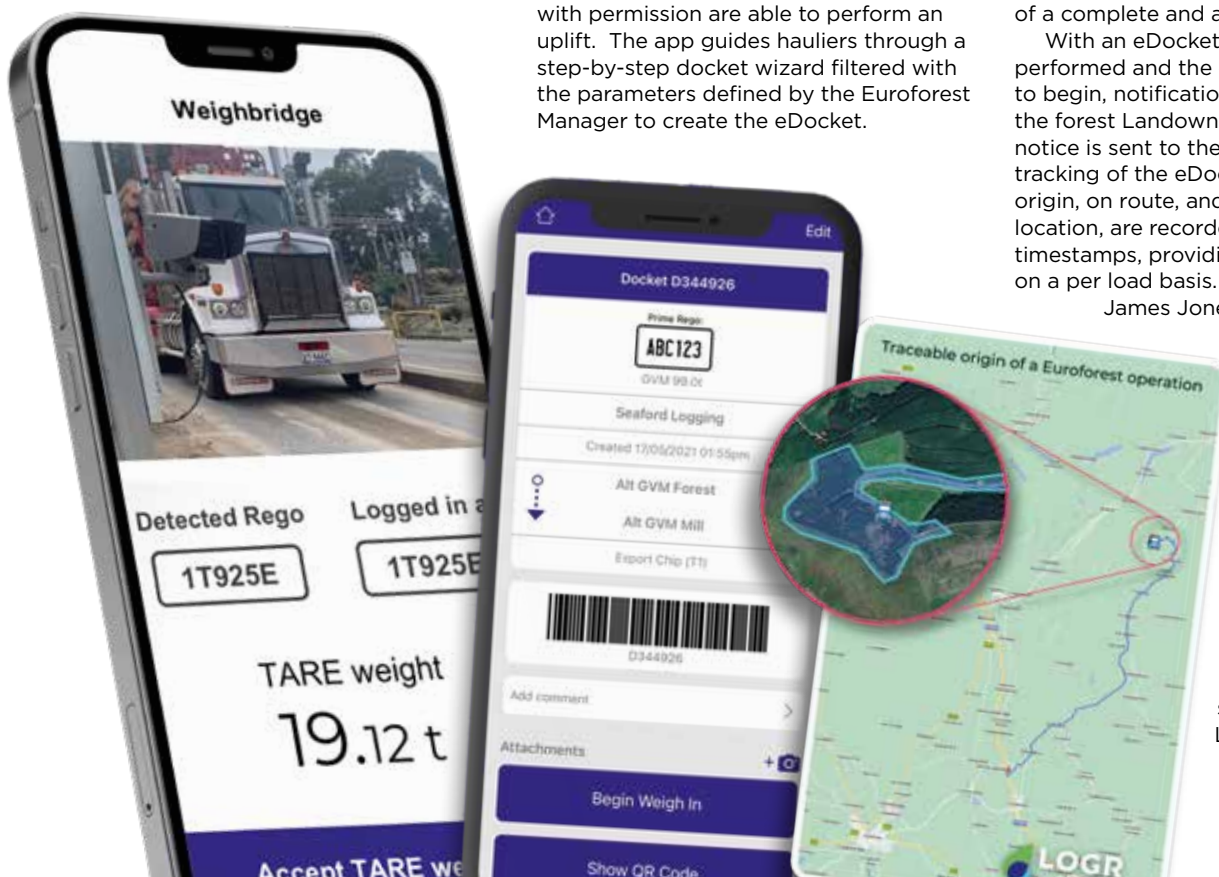 with permission are able to perform an
uplift. The app guides hauliers through a
step-by-step docket wizard filtered with
the parameters defined by the Euroforest
Manager to create the eDocket.
of a complete and a
With an eDocket
performed and the
to begin, notificatio
the forest Landown
notice is sent to the
tracking of the eDoc
origin, on route, and
location, are recorde
timestamps, providi
on a per load basis.
James Jone
Weighbridge
Detected Rego
Logged in a
1T925E
1T925E
TARE weight
19.12 t
Accept TARE we
Edit
Docket D344926
Prime Rego:
ABC123
Seaford Logging
Created 17/05/2021 01:55pm
Alt GVM Forest
Alt GVM Mill
Export Chip (TT)
D344926
Add comment
Attachments
Begin Weigh In
Show QR Code
Traceable origin of a Euroforest operation
LOGR